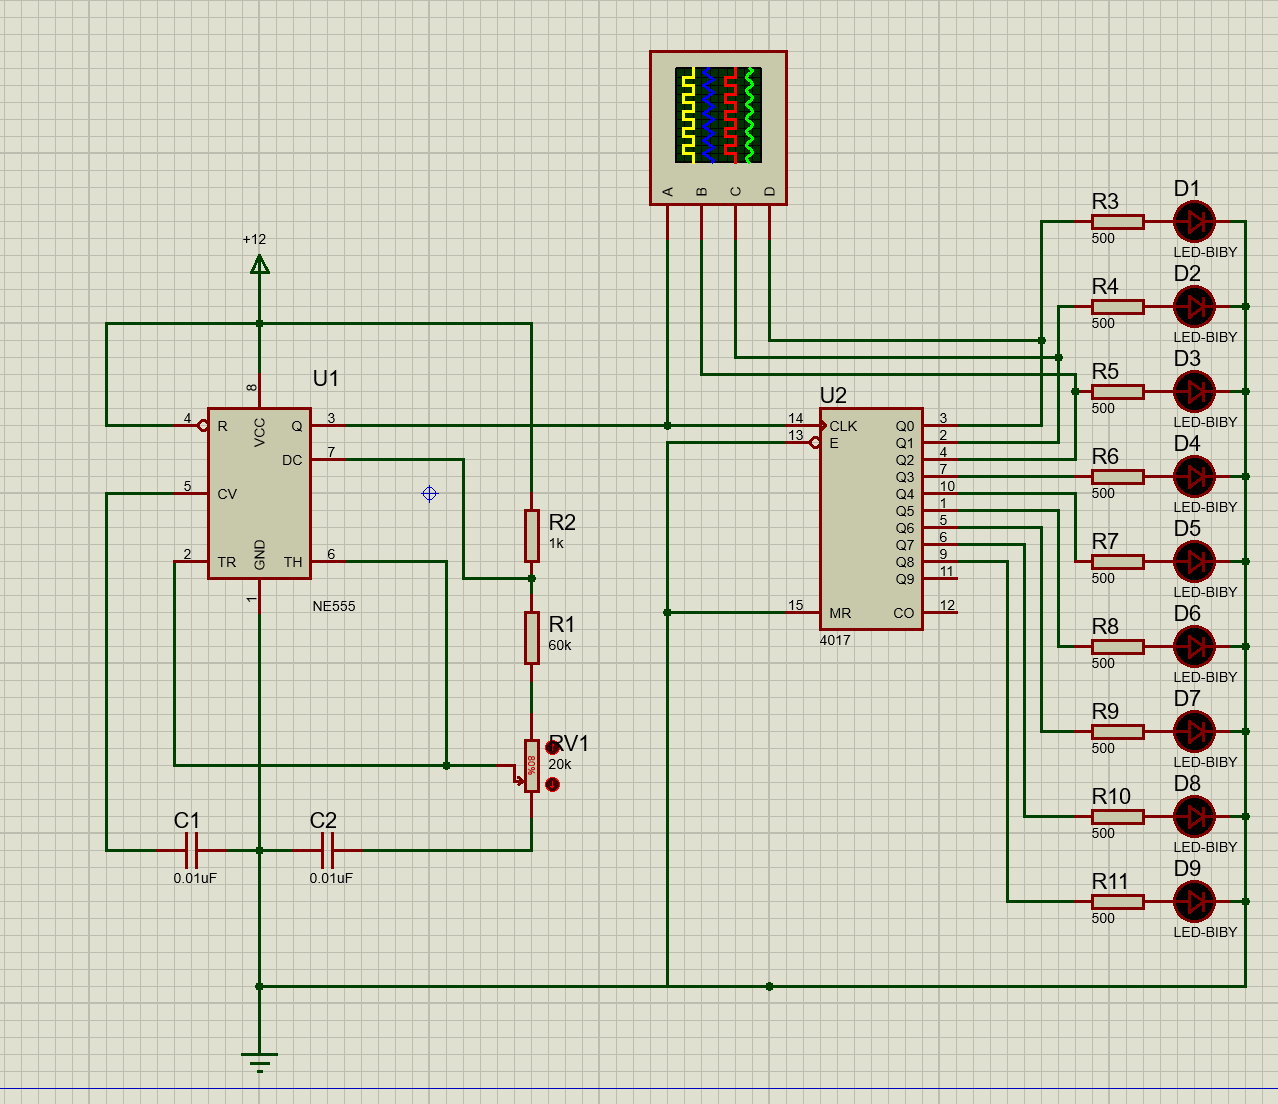 A B C D
+12
U1
8
VCC
4 R Q 3
DC 7
5 CV
2 TR GND TH 6
1
NE555
R2
1k
R1
60k
RV1
80%
20k
C1
0.01uF
C2
0.01uF
U2
14 CLK Q0 3
13 E Q1 2
Q2 4
Q3 7
Q4 10
Q5 1
Q6 5
Q7 6
Q8 9
Q9 11
15 MR CO 12
4017
R3 D1
500 LED-BIBY
R4 D2
500 LED-BIBY
R5 D3
500 LED-BIBY
R6 D4
500 LED-BIBY
R7 D5
500 LED-BIBY
R8 D6
500 LED-BIBY
R9 D7
500 LED-BIBY
R10 D8
500 LED-BIBY
R11 D9
500 LED-BIBY